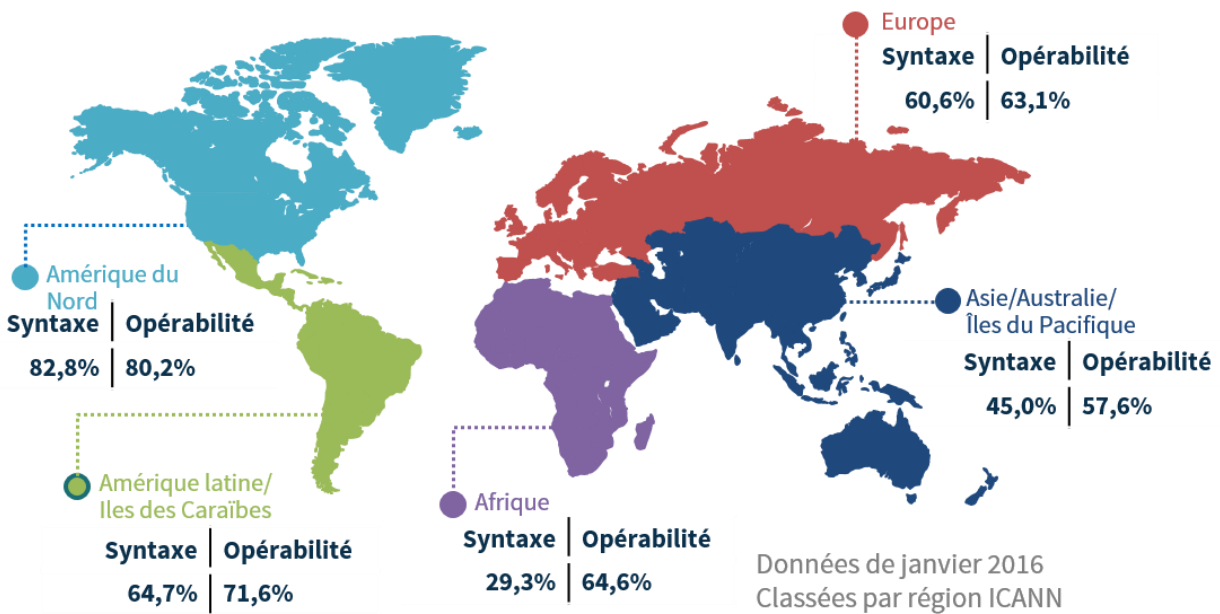 Europe
Syntaxe Opérabilité
60,6% 63,1%
Amérique du
Nord
Syntaxe Opérabilité
82,8% 80,2%
Asie/Australie/
Îles du Pacifique
Syntaxe Opérabilité
45,0% 57,6%
Amérique latine/
Iles des Caraïbes
Syntaxe Opérabilité
64,7% 71,6%
Afrique
Syntaxe Opérabilité
29,3% 64,6%
Données de janvier 2016
Classées par région ICANN